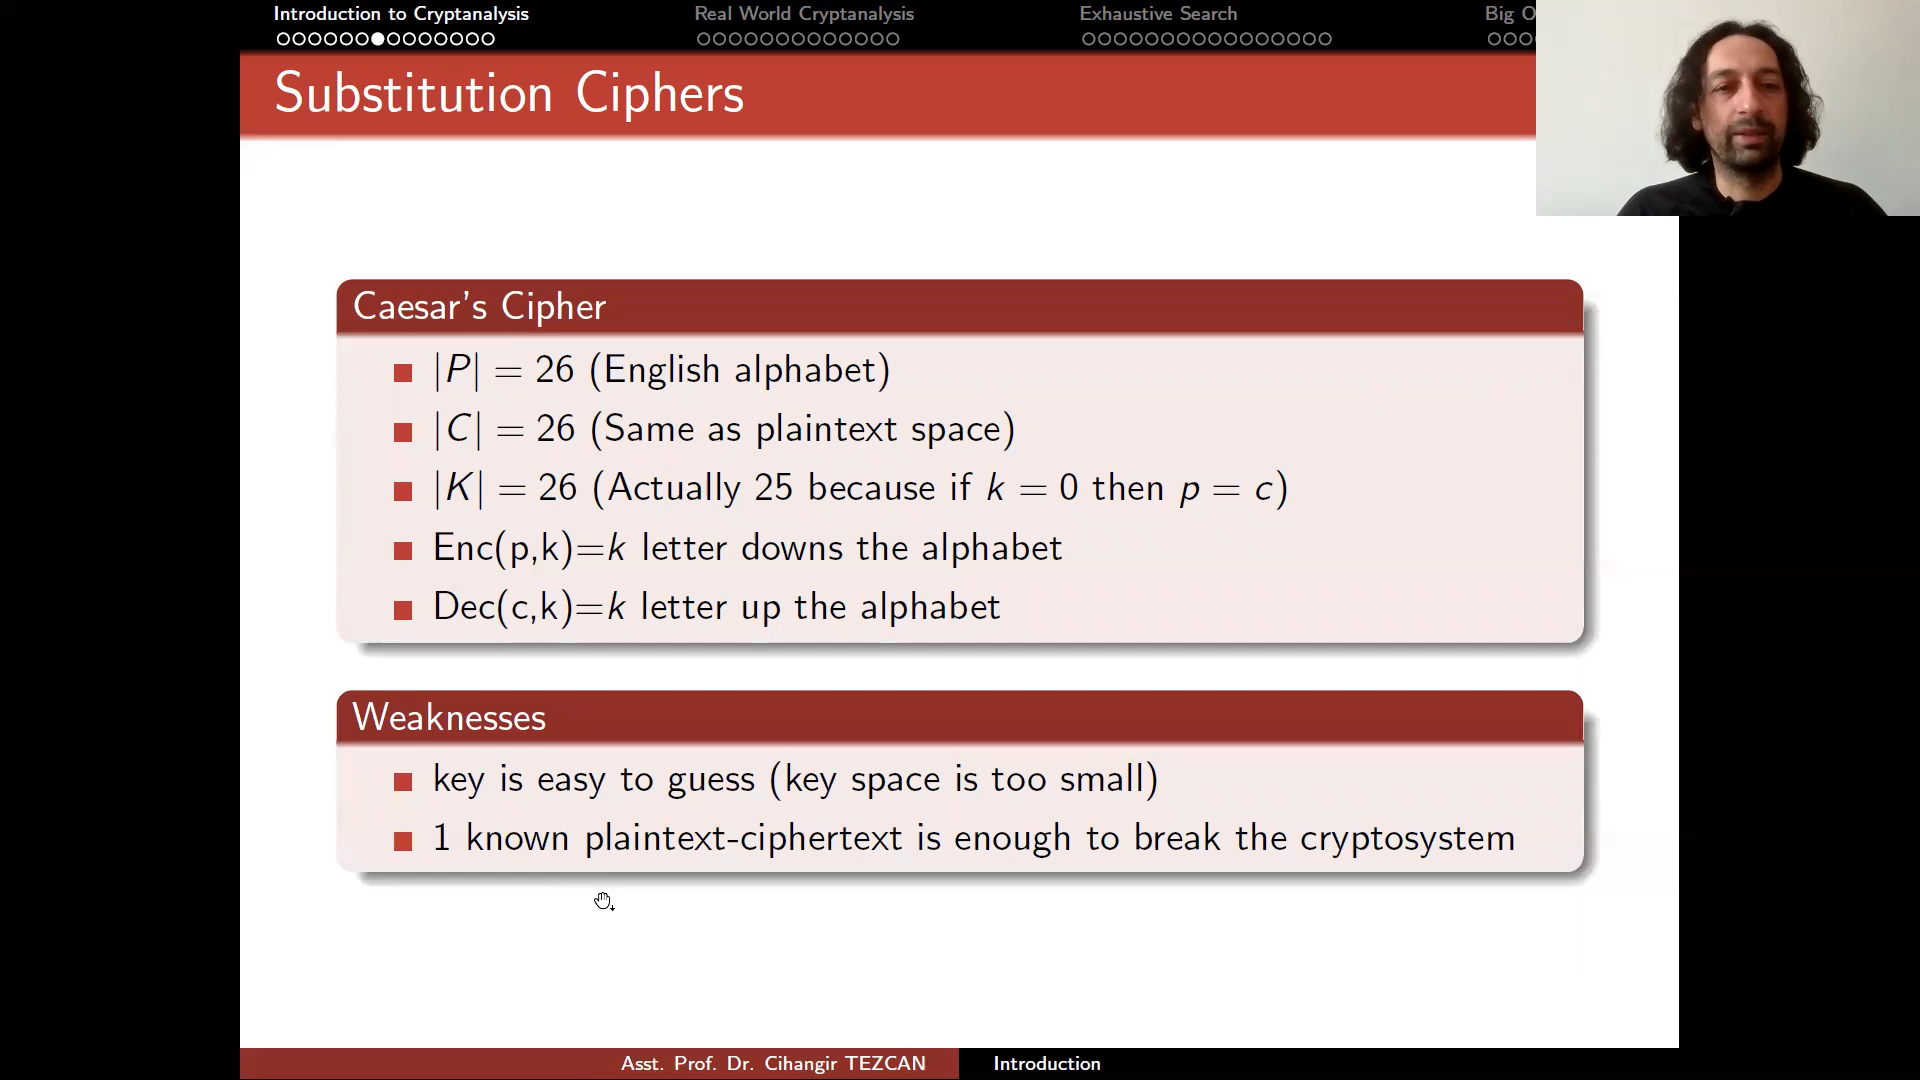 Introduction to Cryptanalysis
Real World Cryptanalysis
Exhaustive Search
Big O
Substitution Ciphers
Caesar's Cipher
|P| = 26 (English alphabet)
|C| = 26 (Same as plaintext space)
|K| = 26 (Actually 25 because if k = 0 then p = c)
Enc(p,k)=k letter downs the alphabet
Dec(c,k)=k letter up the alphabet
Weaknesses
key is easy to guess (key space is too small)
1 known plaintext-ciphertext is enough to break the cryptosystem
Asst. Prof. Dr. Cihangir TEZCAN
Introduction